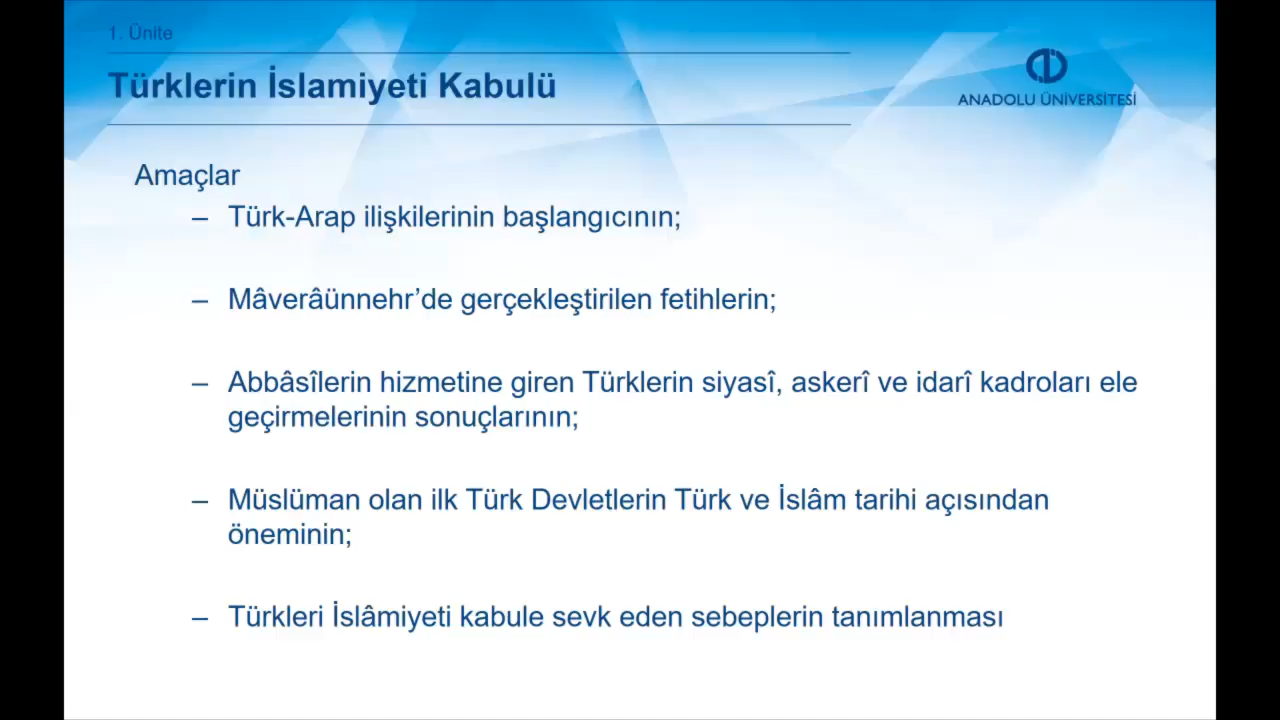 1. Ünite
Türklerin İslamiyeti Kabulü
ANADOLU ÜNİVERSİTESİ
Amaçlar
– Türk-Arap ilişkilerinin başlangıcının;
– Mâverâünnehr’de gerçekleştirilen fetihlerin;
– Abbâsîlerin hizmetine giren Türklerin siyasî, askerî ve idarî kadroları ele
geçirmelerinin sonuçlarının;
– Müslüman olan ilk Türk Devletlerin Türk ve İslâm tarihi açısından
öneminin;
– Türkleri İslâmiyeti kabule sevk eden sebeplerin tanımlanması